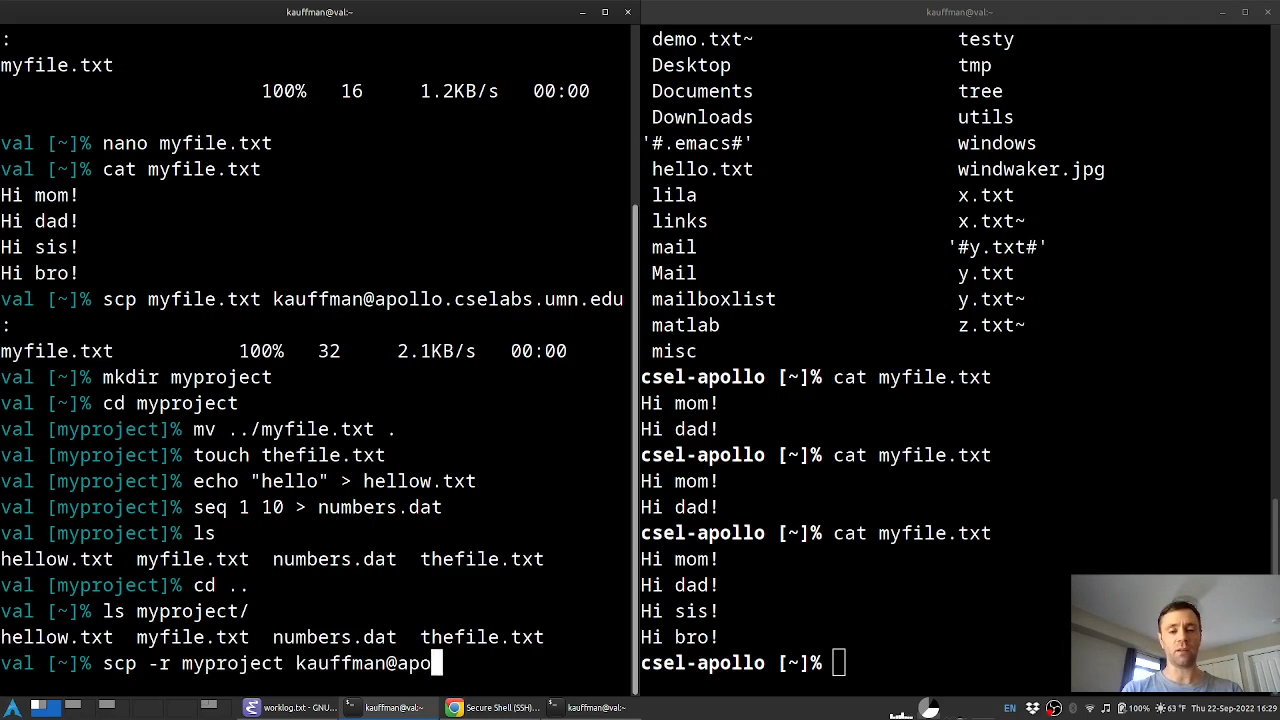 kauffman@val:~
:
myfile.txt
100% 16 1.2KB/s 00:00
val [~]% nano myfile.txt
val [~]% cat myfile.txt
Hi mom!
Hi dad!
Hi sis!
Hi bro!
val [~]% scp myfile.txt kauffman@apollo.cselabs.umn.edu
:
myfile.txt 100% 32 2.1KB/s 00:00
val [~]% mkdir myproject
val [~]% cd myproject
val [myproject]% mv ../myfile.txt .
val [myproject]% touch thefile.txt
val [myproject]% echo "hello" > hellow.txt
val [myproject]% seq 1 10 > numbers.dat
val [myproject]% ls
hellow.txt myfile.txt numbers.dat thefile.txt
val [myproject]% cd ..
val [~]% ls myproject/
hellow.txt myfile.txt numbers.dat thefile.txt
val [~]% scp -r myproject kauffman@apo
kauffman@val:~
demo.txt~ testy
Desktop tmp
Documents tree
Downloads utils
'#.emacs#' windows
hello.txt windwaker.jpg
lila x.txt
links x.txt~
mail '#y.txt#'
Mail y.txt
mailboxlist y.txt~
matlab z.txt~
misc
csel-apollo [~]% cat myfile.txt
Hi mom!
Hi dad!
csel-apollo [~]% cat myfile.txt
Hi mom!
Hi dad!
csel-apollo [~]% cat myfile.txt
Hi mom!
Hi dad!
Hi sis!
Hi bro!
csel-apollo [~]%
worklog.txt - GNU... kauffman@val:~ Secure Shell (SSH)... kauffman@val:~ EN 100% 63°F Thu 22-Sep-2022 16:29